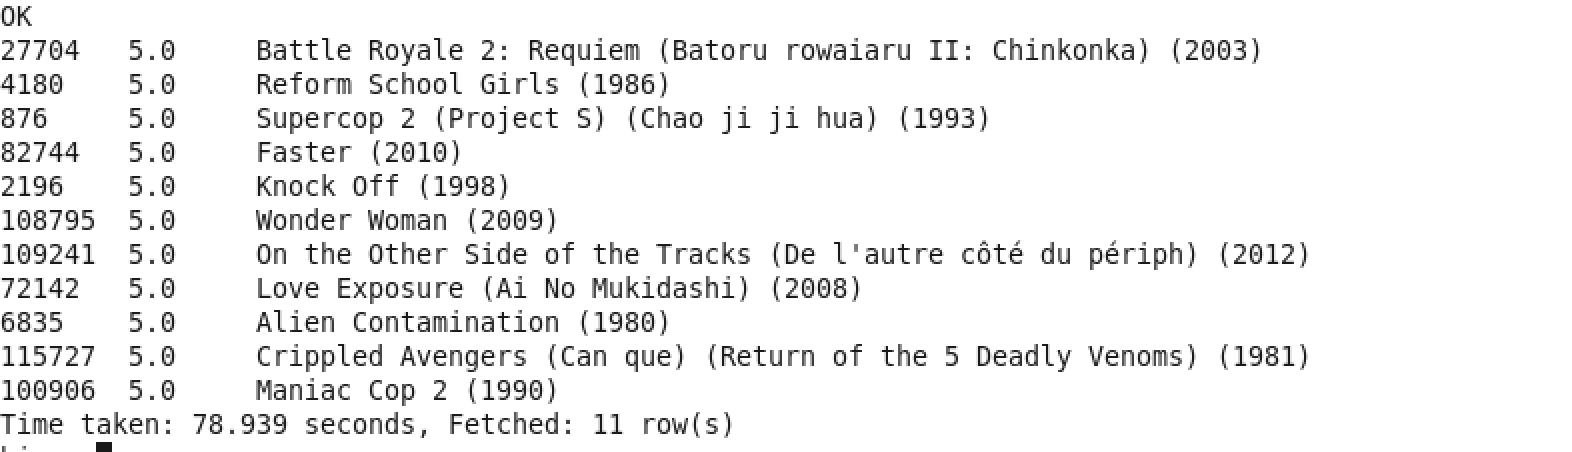 OK
27704   5.0     Battle Royale 2: Requiem (Batoru rowaiaru II: Chinkonka) (2003)
4180    5.0     Reform School Girls (1986)
876     5.0     Supercop 2 (Project S) (Chao ji ji hua) (1993)
82744   5.0     Faster (2010)
2196    5.0     Knock Off (1998)
108795  5.0     Wonder Woman (2009)
109241  5.0     On the Other Side of the Tracks (De l'autre côté du périph) (2012)
72142   5.0     Love Exposure (Ai No Mukidashi) (2008)
6835    5.0     Alien Contamination (1980)
115727  5.0     Crippled Avengers (Can que) (Return of the 5 Deadly Venoms) (1981)
100906  5.0     Maniac Cop 2 (1990)
Time taken: 78.939 seconds, Fetched: 11 row(s)